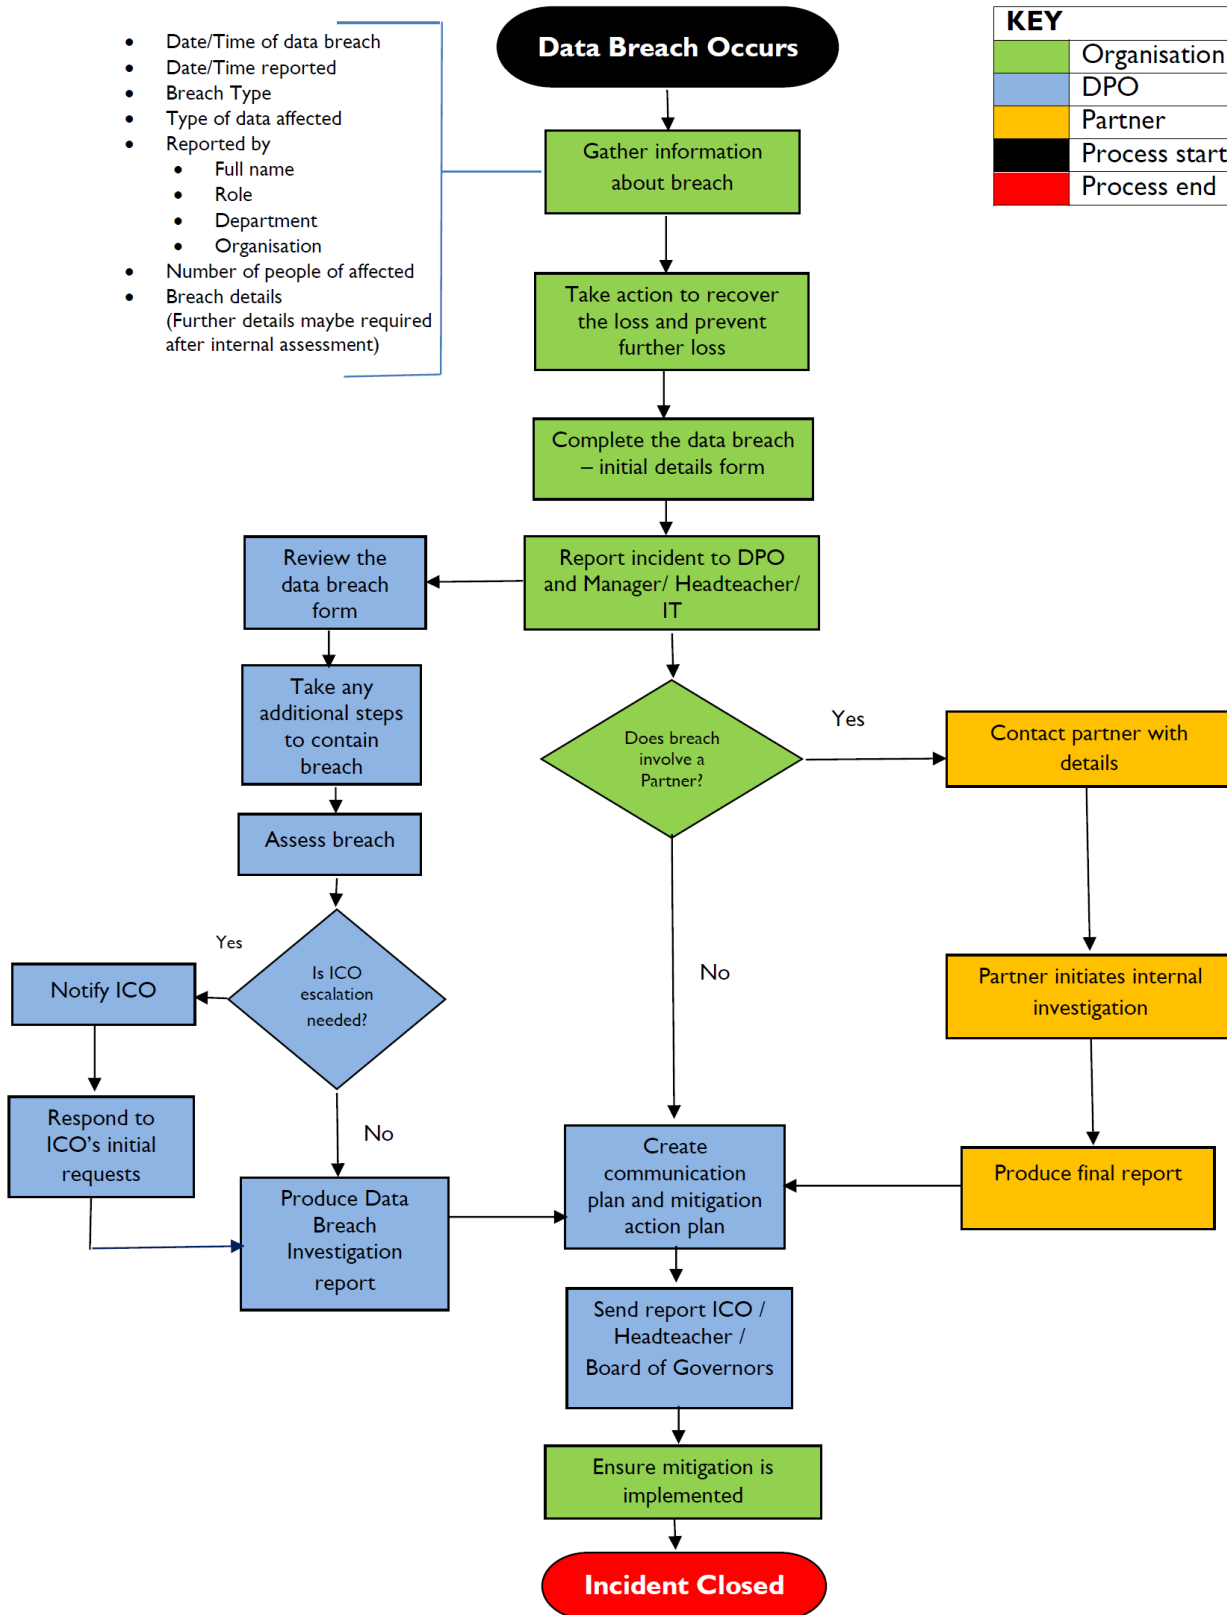 Data Breach Occurs
KEY
Organisation
DPO
Partner
Process start
Process end
• Date/Time of data breach
• Date/Time reported
• Breach Type
• Type of data affected
• Reported by
• Full name
• Role
• Department
• Organisation
• Number of people of affected
• Breach details
(Further details maybe required
after internal assessment)
Gather information
about breach
Take action to recover
the loss and prevent
further loss
Complete the data breach
– initial details form
Report incident to DPO
and Manager/ Headteacher/
IT
Review the
data breach
form
Take any
additional steps
to contain
breach
Assess breach
Is ICO
escalation
needed?
Yes
Notify ICO
Respond to
ICO's initial
requests
No
Produce Data
Breach
Investigation
report
Does breach
involve a
Partner?
Yes
Contact partner with
details
Partner initiates internal
investigation
Produce final report
No
Create
communication
plan and mitigation
action plan
Send report ICO /
Headteacher /
Board of Governors
Ensure mitigation is
implemented
Incident Closed